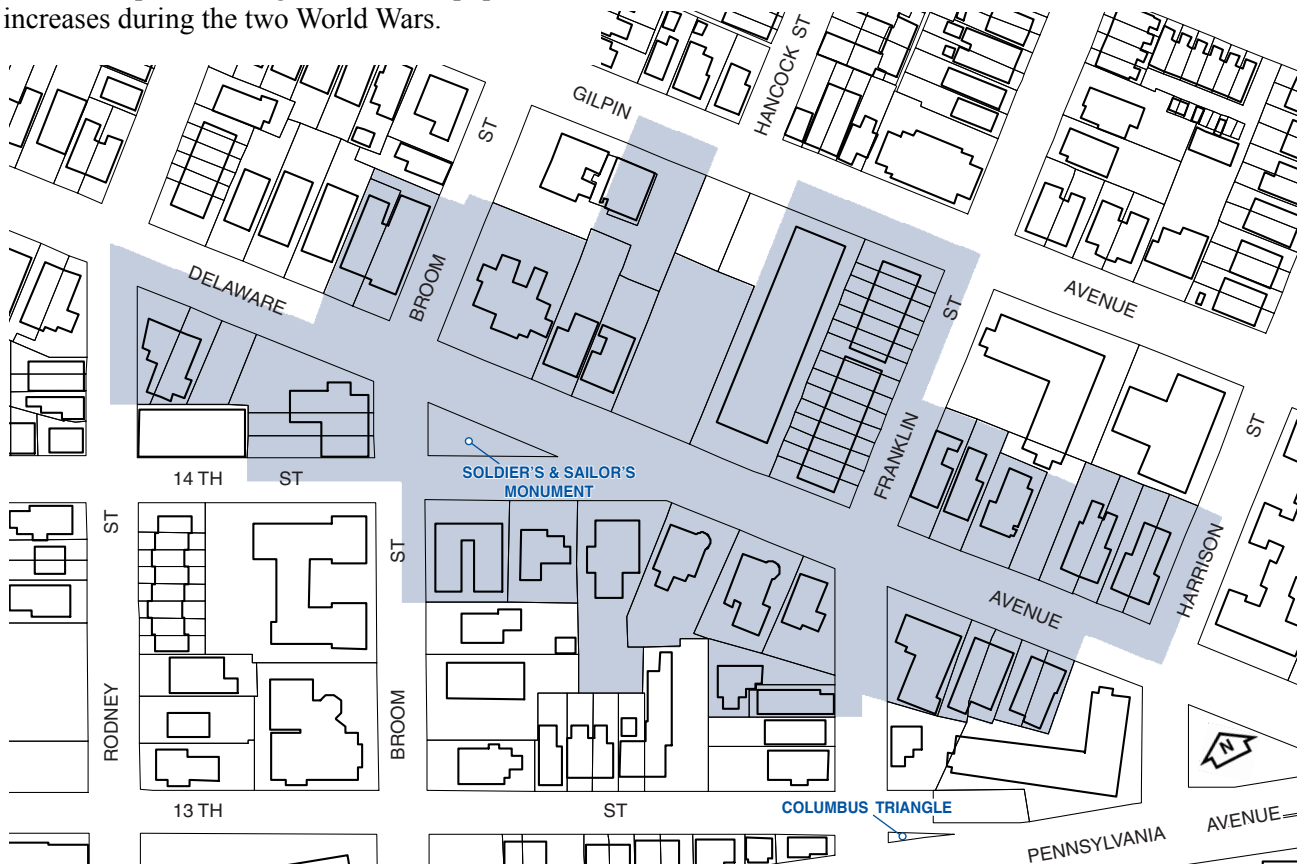 increases during the two World Wars.
GILPIN
HANCOCK ST
ST
DELAWARE
BROOM
AVENUE
ST
ST
FRANKLIN
SOLDIER'S & SAILOR'S
MONUMENT
14 TH
ST
ST
ST
HARRISON
AVENUE
RODNEY
BROOM
N
13 TH
ST
COLUMBUS TRIANGLE
PENNSYLVANIA
AVENUE